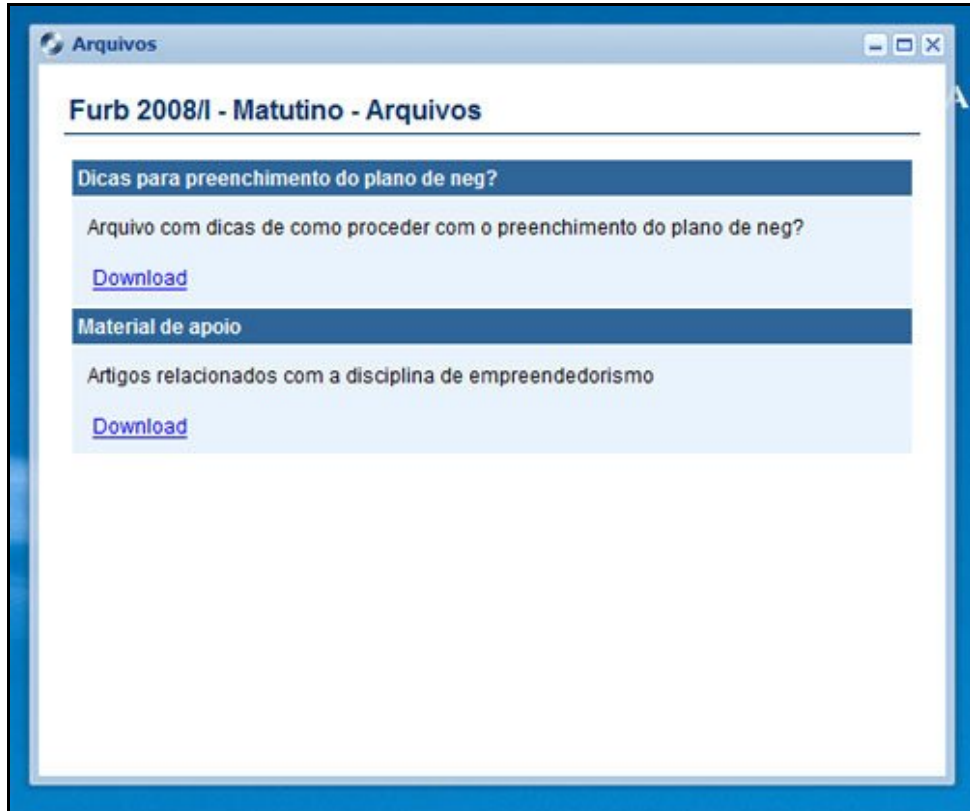 Arquivos
Furb 2008/I - Matutino - Arquivos
Dicas para preenchimento do plano de neg?
Arquivo com dicas de como proceder com o preenchimento do plano de neg?
Download
Material de apoio
Artigos relacionados com a disciplina de empreendedorismo
Download
A